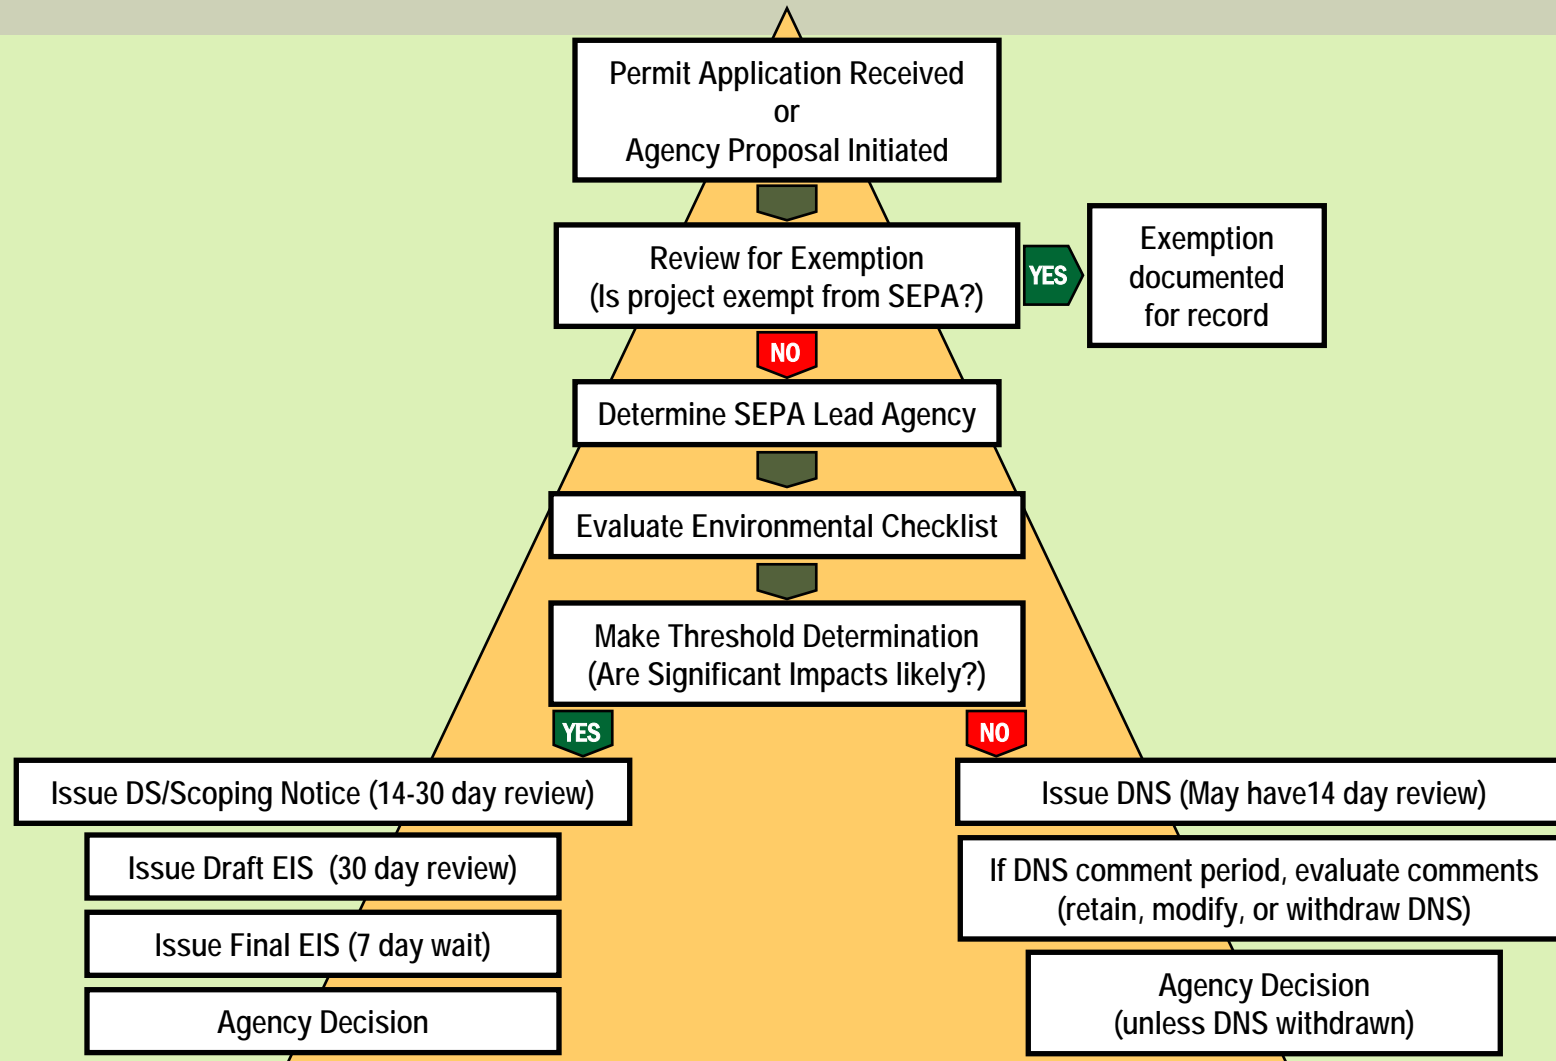 Permit Application Received
or
Agency Proposal Initiated
Review for Exemption
(Is project exempt from SEPA?)
YES
Exemption
documented
for record
NO
Determine SEPA Lead Agency
Evaluate Environmental Checklist
Make Threshold Determination
(Are Significant Impacts likely?)
YES
NO
Issue DS/Scoping Notice (14-30 day review)
Issue Draft EIS (30 day review)
Issue Final EIS (7 day wait)
Agency Decision
Issue DNS (May have14 day review)
If DNS comment period, evaluate comments
(retain, modify, or withdraw DNS)
Agency Decision
(unless DNS withdrawn)